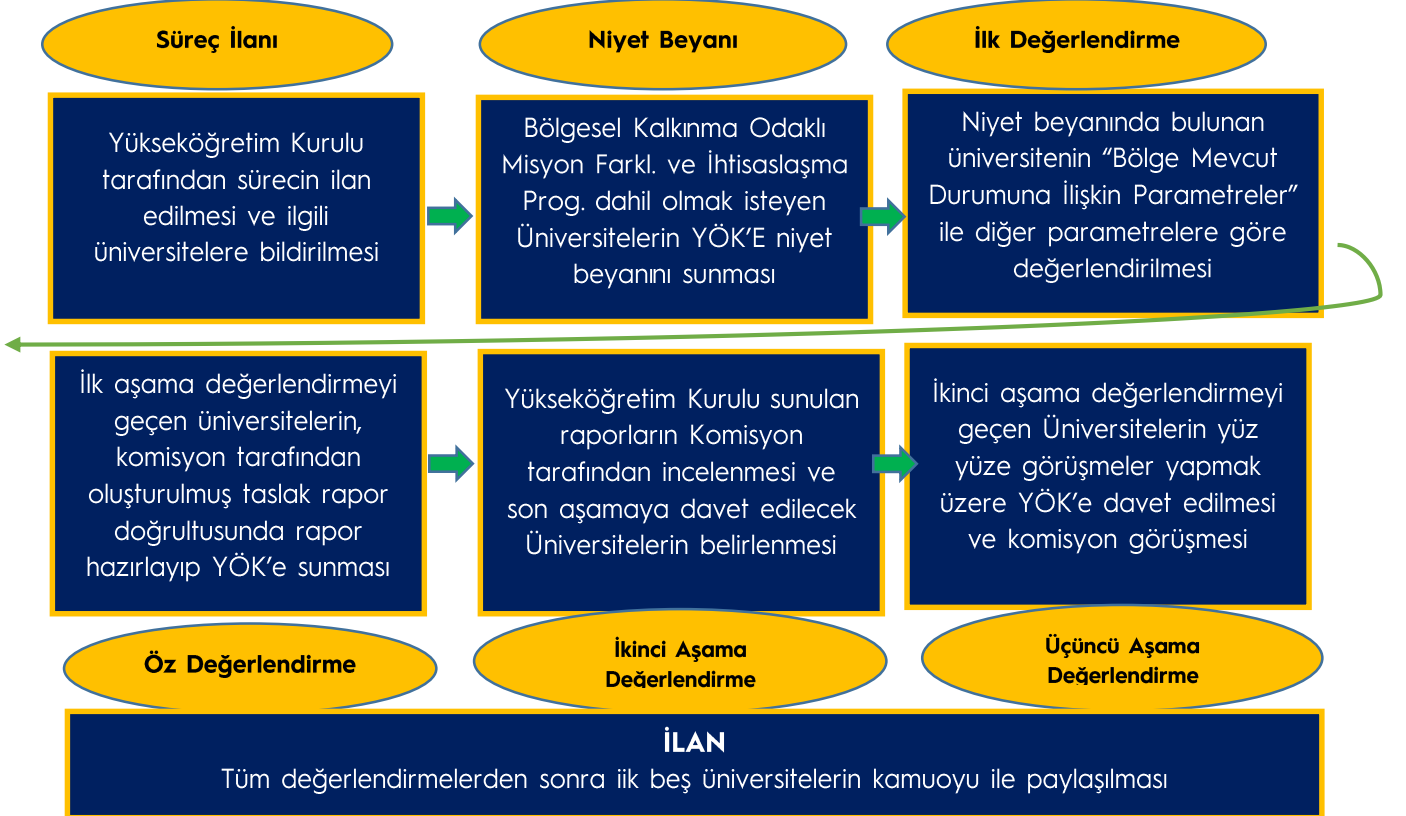 Süreç İlanı
Yükseköğretim Kurulu
tarafından sürecin ilan
edilmesi ve ilgili
üniversitelere bildirilmesi
Niyet Beyanı
Bölgesel Kalkınma Odaklı
Misyon Farkl. ve İhtisaslaşma
Prog. dahil olmak isteyen
Üniversitelerin YÖK’E niyet
beyanını sunması
İlk Değerlendirme
Niyet beyanında bulunan
üniversitenin “Bölge Mevcut
Durumuna İlişkin Parametreler”
ile diğer parametrelere göre
değerlendirilmesi
İlk aşama değerlendirmeyi
geçen üniversitelerin,
komisyon tarafından
oluşturulmuş taslak rapor
doğrultusunda rapor
hazırlayıp YÖK’e sunması
Öz Değerlendirme
Yükseköğretim Kurulu sunulan
raporların Komisyon
tarafından incelenmesi ve
son aşamaya davet edilecek
Üniversitelerin belirlenmesi
İkinci Aşama
Değerlendirme
İkinci aşama değerlendirmeyi
geçen Üniversitelerin yüz
yüze görüşmeler yapmak
üzere YÖK’e davet edilmesi
ve komisyon görüşmesi
Üçüncü Aşama
Değerlendirme
İLAN
Tüm değerlendirmelerden sonra iik beş üniversitelerin kamuoyu ile paylaşılması